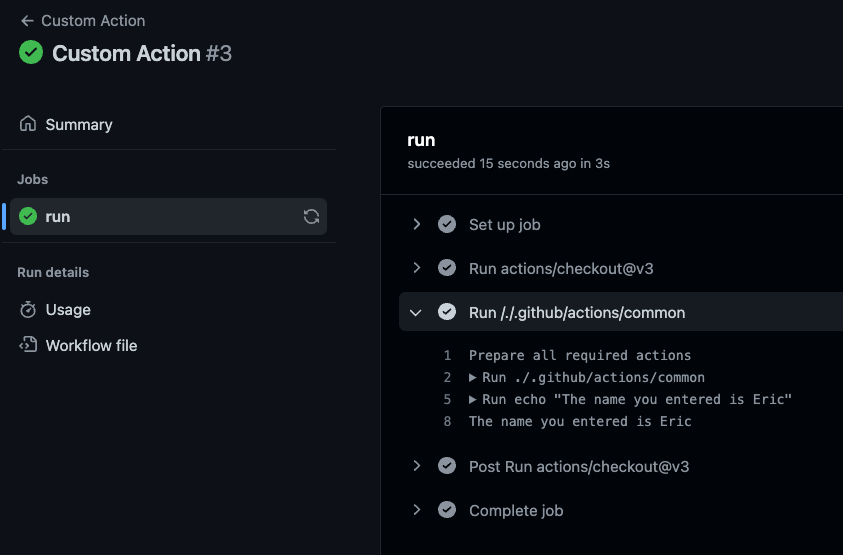 Custom Action
Custom Action #3
Summary
Jobs
run
Run details
Usage
Workflow file
run
succeeded 15 seconds ago in 3s
Set up job
Run actions/checkout@v3
Run /./.github/actions/common
1 Prepare all required actions
2 Run ./.github/actions/common
5 Run echo "The name you entered is Eric"
8 The name you entered is Eric
Post Run actions/checkout@v3
Complete job